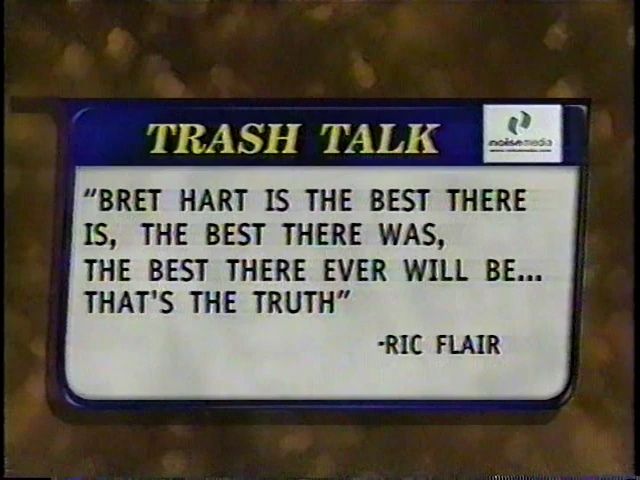 TRASH TALK
noisemedia
"BRET HART IS THE BEST THERE
IS, THE BEST THERE WAS,
THE BEST THERE EVER WILL BE...
THAT'S THE TRUTH"
-RIC FLAIR